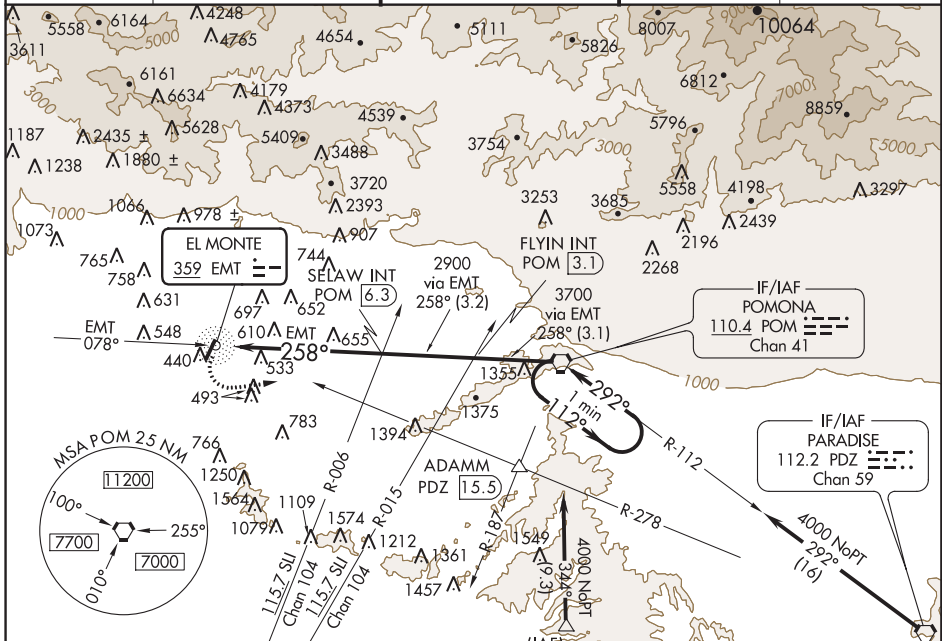 3611
5558
6164
4248
4765
5000
4654
5111
5826
8007
9000
10064
6161
6634
4179
4373
3000
5628
5409
4539
3754
3000
6812
7000
8859
5796
5000
1187
2435 ±
1238
1880 ±
3488
3720
2393
5558
4198
3297
1000
1066
978 ±
907
3253
3685
2439
2196
2268
1073
765
758
EL MONTE
359 EMT
744
SELAW INT
POM 6.3
2900
via EMT
258° (3.2)
FLYIN INT
POM 3.1
3700
via EMT
258° (3.1)
IF/IAF
POMONA
110.4 POM
Chan 41
631
697
652
EMT
078°
548
610
EMT
655
440
258°
533
1355
1000
493
292°
1 min
112°
1375
R-112
783
1394
IF/IAF
PARADISE
112.2 PDZ
Chan 59
766
MSA POM 25 NM
11200
100°
255°
7700
7000
010°
1250
1564
1079
1109
1574
1212
1361
1457
1549
R-006
R-015
ADAMM
PDZ 15.5
R-187
R-278
4000 NoPT
292°
(16)
4000 NoPT
344°
(9.3)
115.7 SLI
Chan 104
115.7 SLI
Chan 104
(IAF)